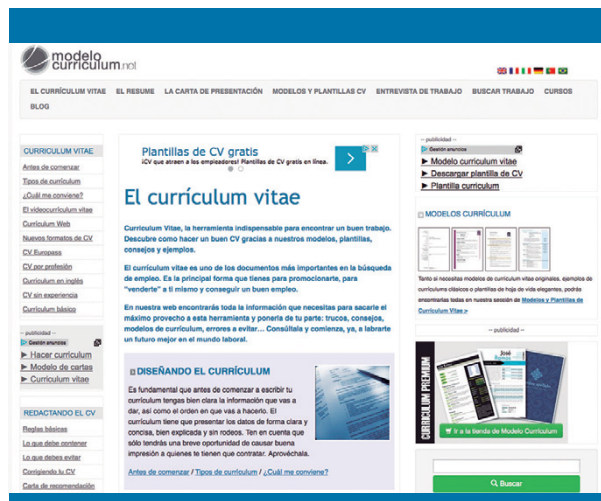 modelo
curriculum.net
EL CURRÍCULUM VITAE EL RESUME LA CARTA DE PRESENTACIÓN MODELOS Y PLANTILLAS CV ENTREVISTA DE TRABAJO BUSCAR TRABAJO CURSOS
BLOG
CURRICULUM VITAE
Antes de comenzar
Tipos de currículum
¿Cuál me conviene?
El videocurrículum vitae
Curriculum Web
Nuevos formatos de CV
CV Europass
CV por profesión
Curriculum en inglés
CV sin experiencia
Currículum básico
-- publicidad --
Gestión anuncios
► Hacer curriculum
► Modelo de cartas
► Curriculum vitae
REDACTANDO EL CV
Reglas básicas
Lo que debe contener
Lo que debes evitar
Corrigiendo tu CV
Carta de recomendación
Plantillas de CV gratis
¡CV que atraen a los empleadores! Plantillas de CV gratis en línea.
El currículum vitae
Curriculum Vitae, la herramienta indispensable para encontrar un buen trabajo.
Descubre como hacer un buen CV gracias a nuestros modelos, plantillas,
consejos y ejemplos.
El currículum vitae es uno de los documentos más importantes en la búsqueda
de empleo. Es la principal forma que tienes para promocionarte, para
"venderte" a ti mismo y conseguir un buen empleo.
En nuestra web encontrarás toda la información que necesitas para sacarle el
máximo provecho a esta herramienta y ponerla de tu parte: trucos, consejos,
modelos de currículum, errores a evitar... Consúltala y comienza, ya, a labrarte
un futuro mejor en el mundo laboral.
DISEÑANDO EL CURRÍCULUM
Es fundamental que antes de comenzar a escribir tu
currículum tengas bien clara la información que vas a
dar, así como el orden en que vas a hacerlo. El
currículum tiene que presentar los datos de forma clara y
concisa, bien explicada y sin rodeos. Ten en cuenta que
sólo tendrás una breve oportunidad de causar buena
impresión a quienes te tienen que contratar. Aprovéchala.
Antes de comenzar / Tipos de currículum / ¿Cuál me conviene?
-- publicidad --
Gestión anuncios
► Modelo curriculum vitae
► Descargar plantilla de CV
► Plantilla curriculum
MODELOS CURRÍCULUM
Tanto si necesitas modelos de curriculum vitae originales, ejemplos de
currículums clásicos o plantillas de hoja de vida elegantes, podrás
encontrarlas todas en nuestra sección de Modelos y Plantillas de
Currículum Vitae »
-- publicidad --
CURRICULUM PREMIUM
José
Ramos
Ir a la tienda de Modelo Curriculum
Buscar